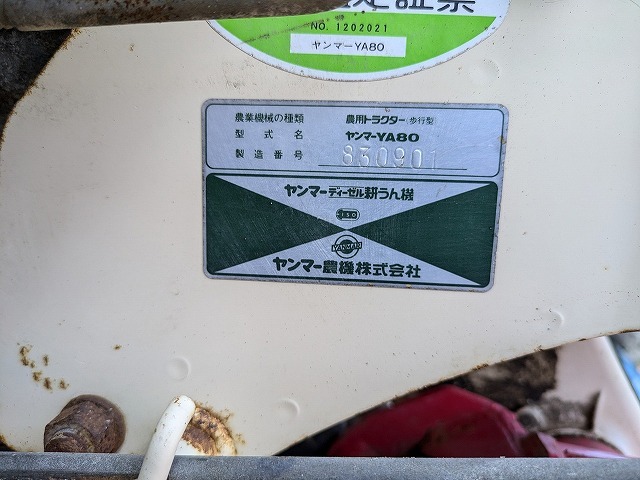 定証票
NO. 1202021
ヤンマーYA80
農業機械の種類 農用トラクター(歩行型)
型式名 ヤンマーYA80
製造番号 830901
ヤンマーディーゼル耕うん機
ISO
YANMAR
ヤンマー農機株式会社